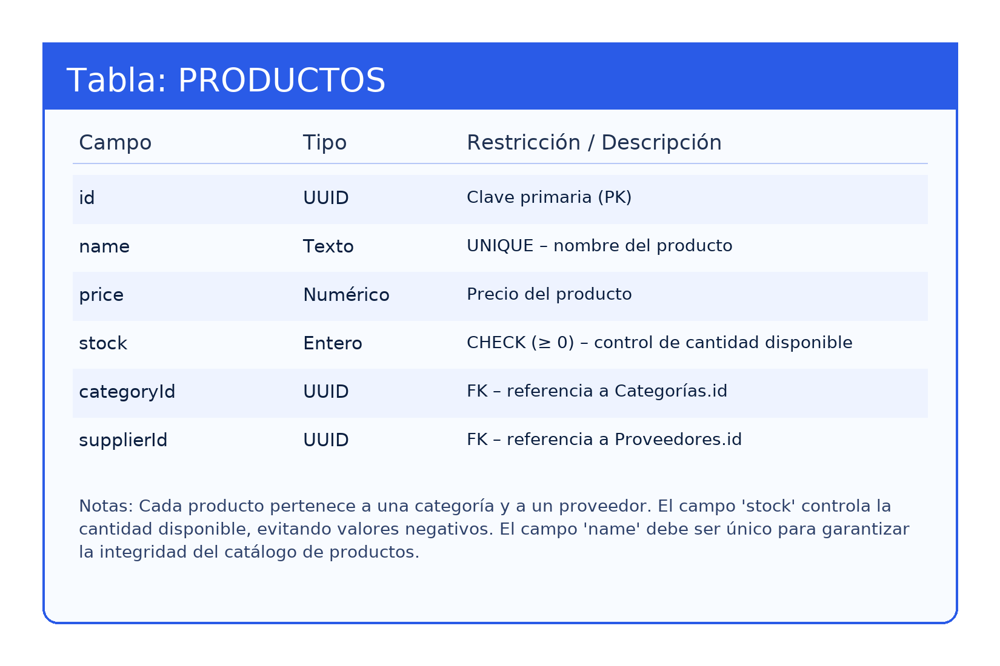 Tabla: PRODUCTOS
Campo Tipo Restricción / Descripción
id UUID Clave primaria (PK)
name Texto UNIQUE – nombre del producto
price Numérico Precio del producto
stock Entero CHECK (≥ 0) – control de cantidad disponible
categoryId UUID FK – referencia a Categorías.id
supplierId UUID FK – referencia a Proveedores.id
Notas: Cada producto pertenece a una categoría y a un proveedor. El campo 'stock' controla la
cantidad disponible, evitando valores negativos. El campo 'name' debe ser único para garantizar
la integridad del catálogo de productos.